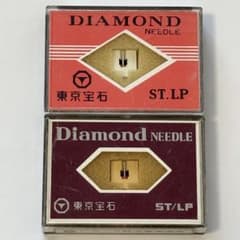 DIAMOND
NEEDLE
東京宝石
ST.LP
Diamond NEEDLE
東京宝石
ST/LP